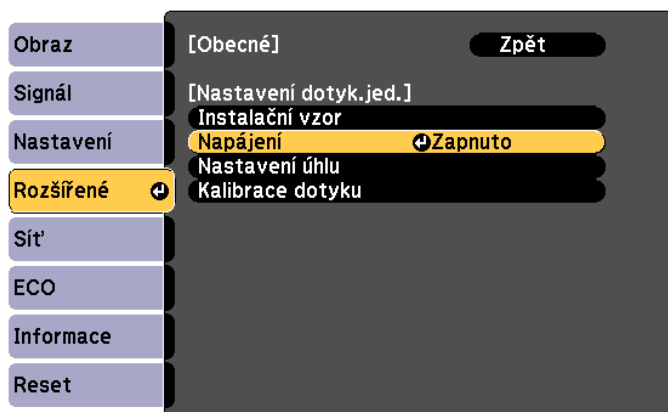 Obraz
Signál
Nastavení
Rozšířené
Síť
ECO
Informace
Reset
[Obecné] Zpět
[Nastavení dotyk.jed.]
Instalační vzor
Napájení Zapnuto
Nastavení úhlu
Kalibrace dotyku